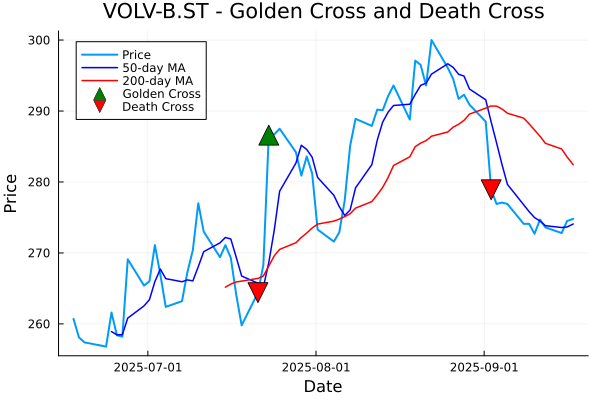 VOLV-B.ST - Golden Cross and Death Cross
300
290
280
270
260
Price
Price
50-day MA
200-day MA
Golden Cross
Death Cross
2025-07-01
2025-08-01
2025-09-01
Date